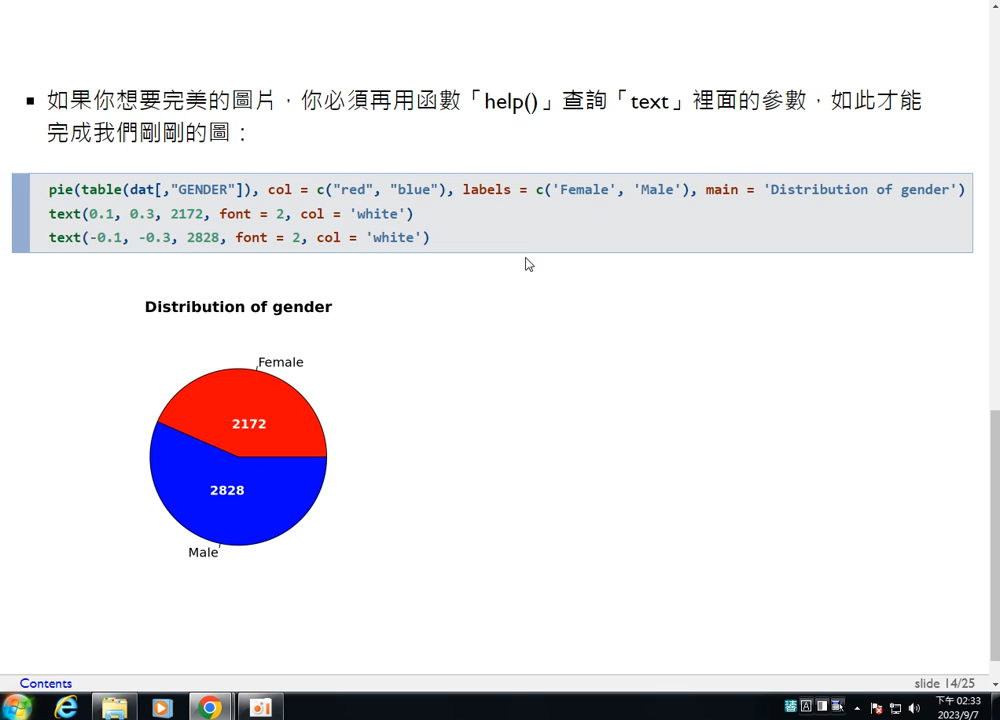 如果你想要完美的圖片，你必須再用函數「help()」查詢「text」裡面的參數，如此才能
完成我們剛剛的圖：
pie(table(dat[,"GENDER"]), col = c("red", "blue"), labels = c('Female', 'Male'), main = 'Distribution of gender')
text(0.1, 0.3, 2172, font = 2, col = 'white')
text(-0.1, -0.3, 2828, font = 2, col = 'white')
Distribution of gender
Female
2172
2828
Male
Contents
slide 14/25
下午 02:33
2023/9/7